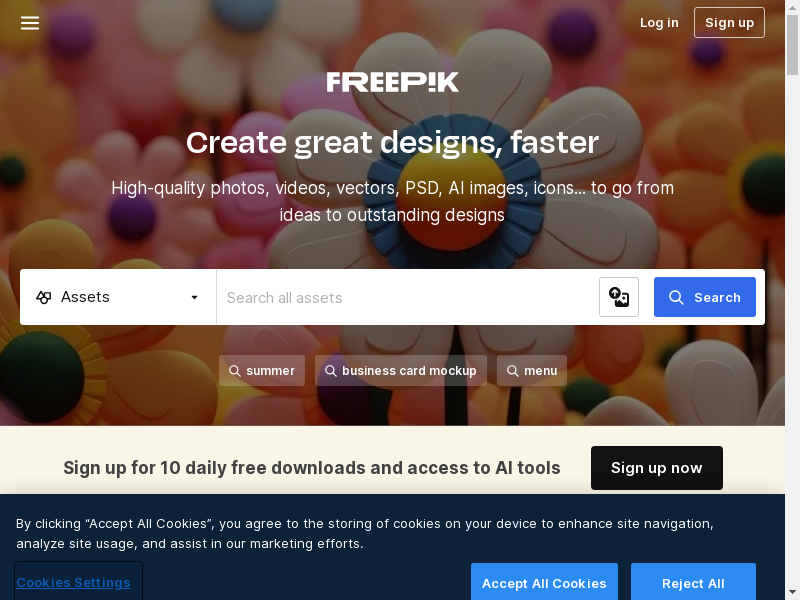 Log in
Sign up
FREEPIK
Create great designs, faster
High-quality photos, videos, vectors, PSD, AI images, icons... to go from
ideas to outstanding designs
Assets
Search all assets
Search
summer
business card mockup
menu
Sign up for 10 daily free downloads and access to AI tools
Sign up now
By clicking “Accept All Cookies”, you agree to the storing of cookies on your device to enhance site navigation,
analyze site usage, and assist in our marketing efforts.
Cookies Settings
Accept All Cookies
Reject All